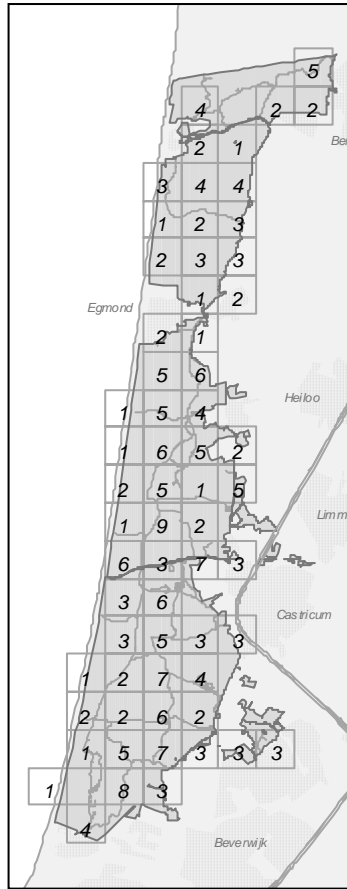 5
4 2 2
2 1
Be
3 4 4
1 2 3
2 3 3
1 2
Egmond
2 1
5 6
1 5 4
Heiloo
1 6 5 2
2 5 1 5
1 9 2
Limm
6 3 7 3
3 6
Castricum
3 5 3 3
1 2 7 4
2 2 6 2
1 5 7 3 3 3
1 8 3
4
Beverwijk